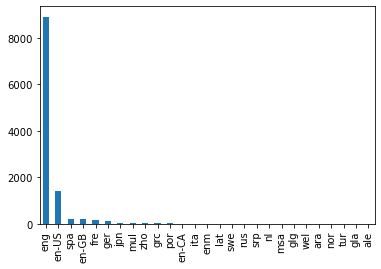 8000
6000
4000
2000
0
eng
en-US
spa
en-GB
fre
ger
jpn
mul
zho
grc
por
en-CA
ita
enm
lat
swe
rus
srp
nl
msa
glg
wel
ara
nor
tur
gla
ale